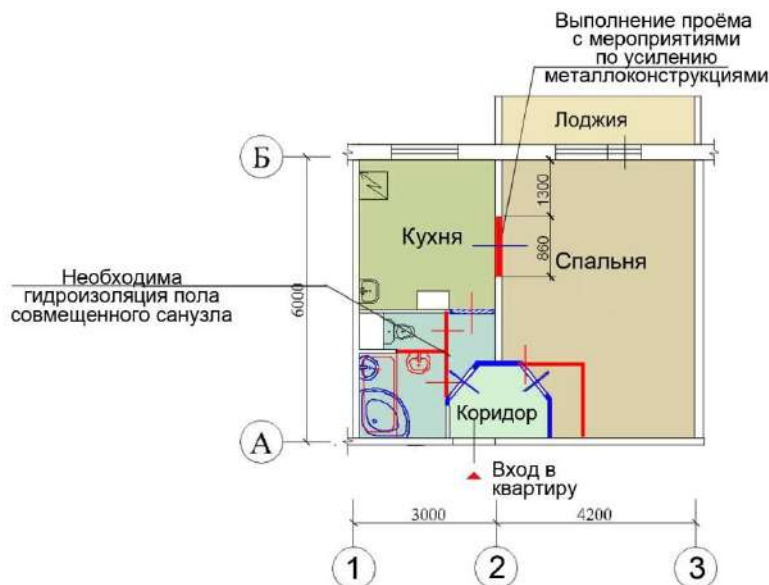 Выполнение проёма
с мероприятиями
по усилению
металлоконструкциями
Лоджия
Б
1300
Кухня
860
Спальня
Необходима
гидроизоляция пола
совмещенного санузла
6000
Коридор
А
Вход в
квартиру
3000
4200
1
2
3